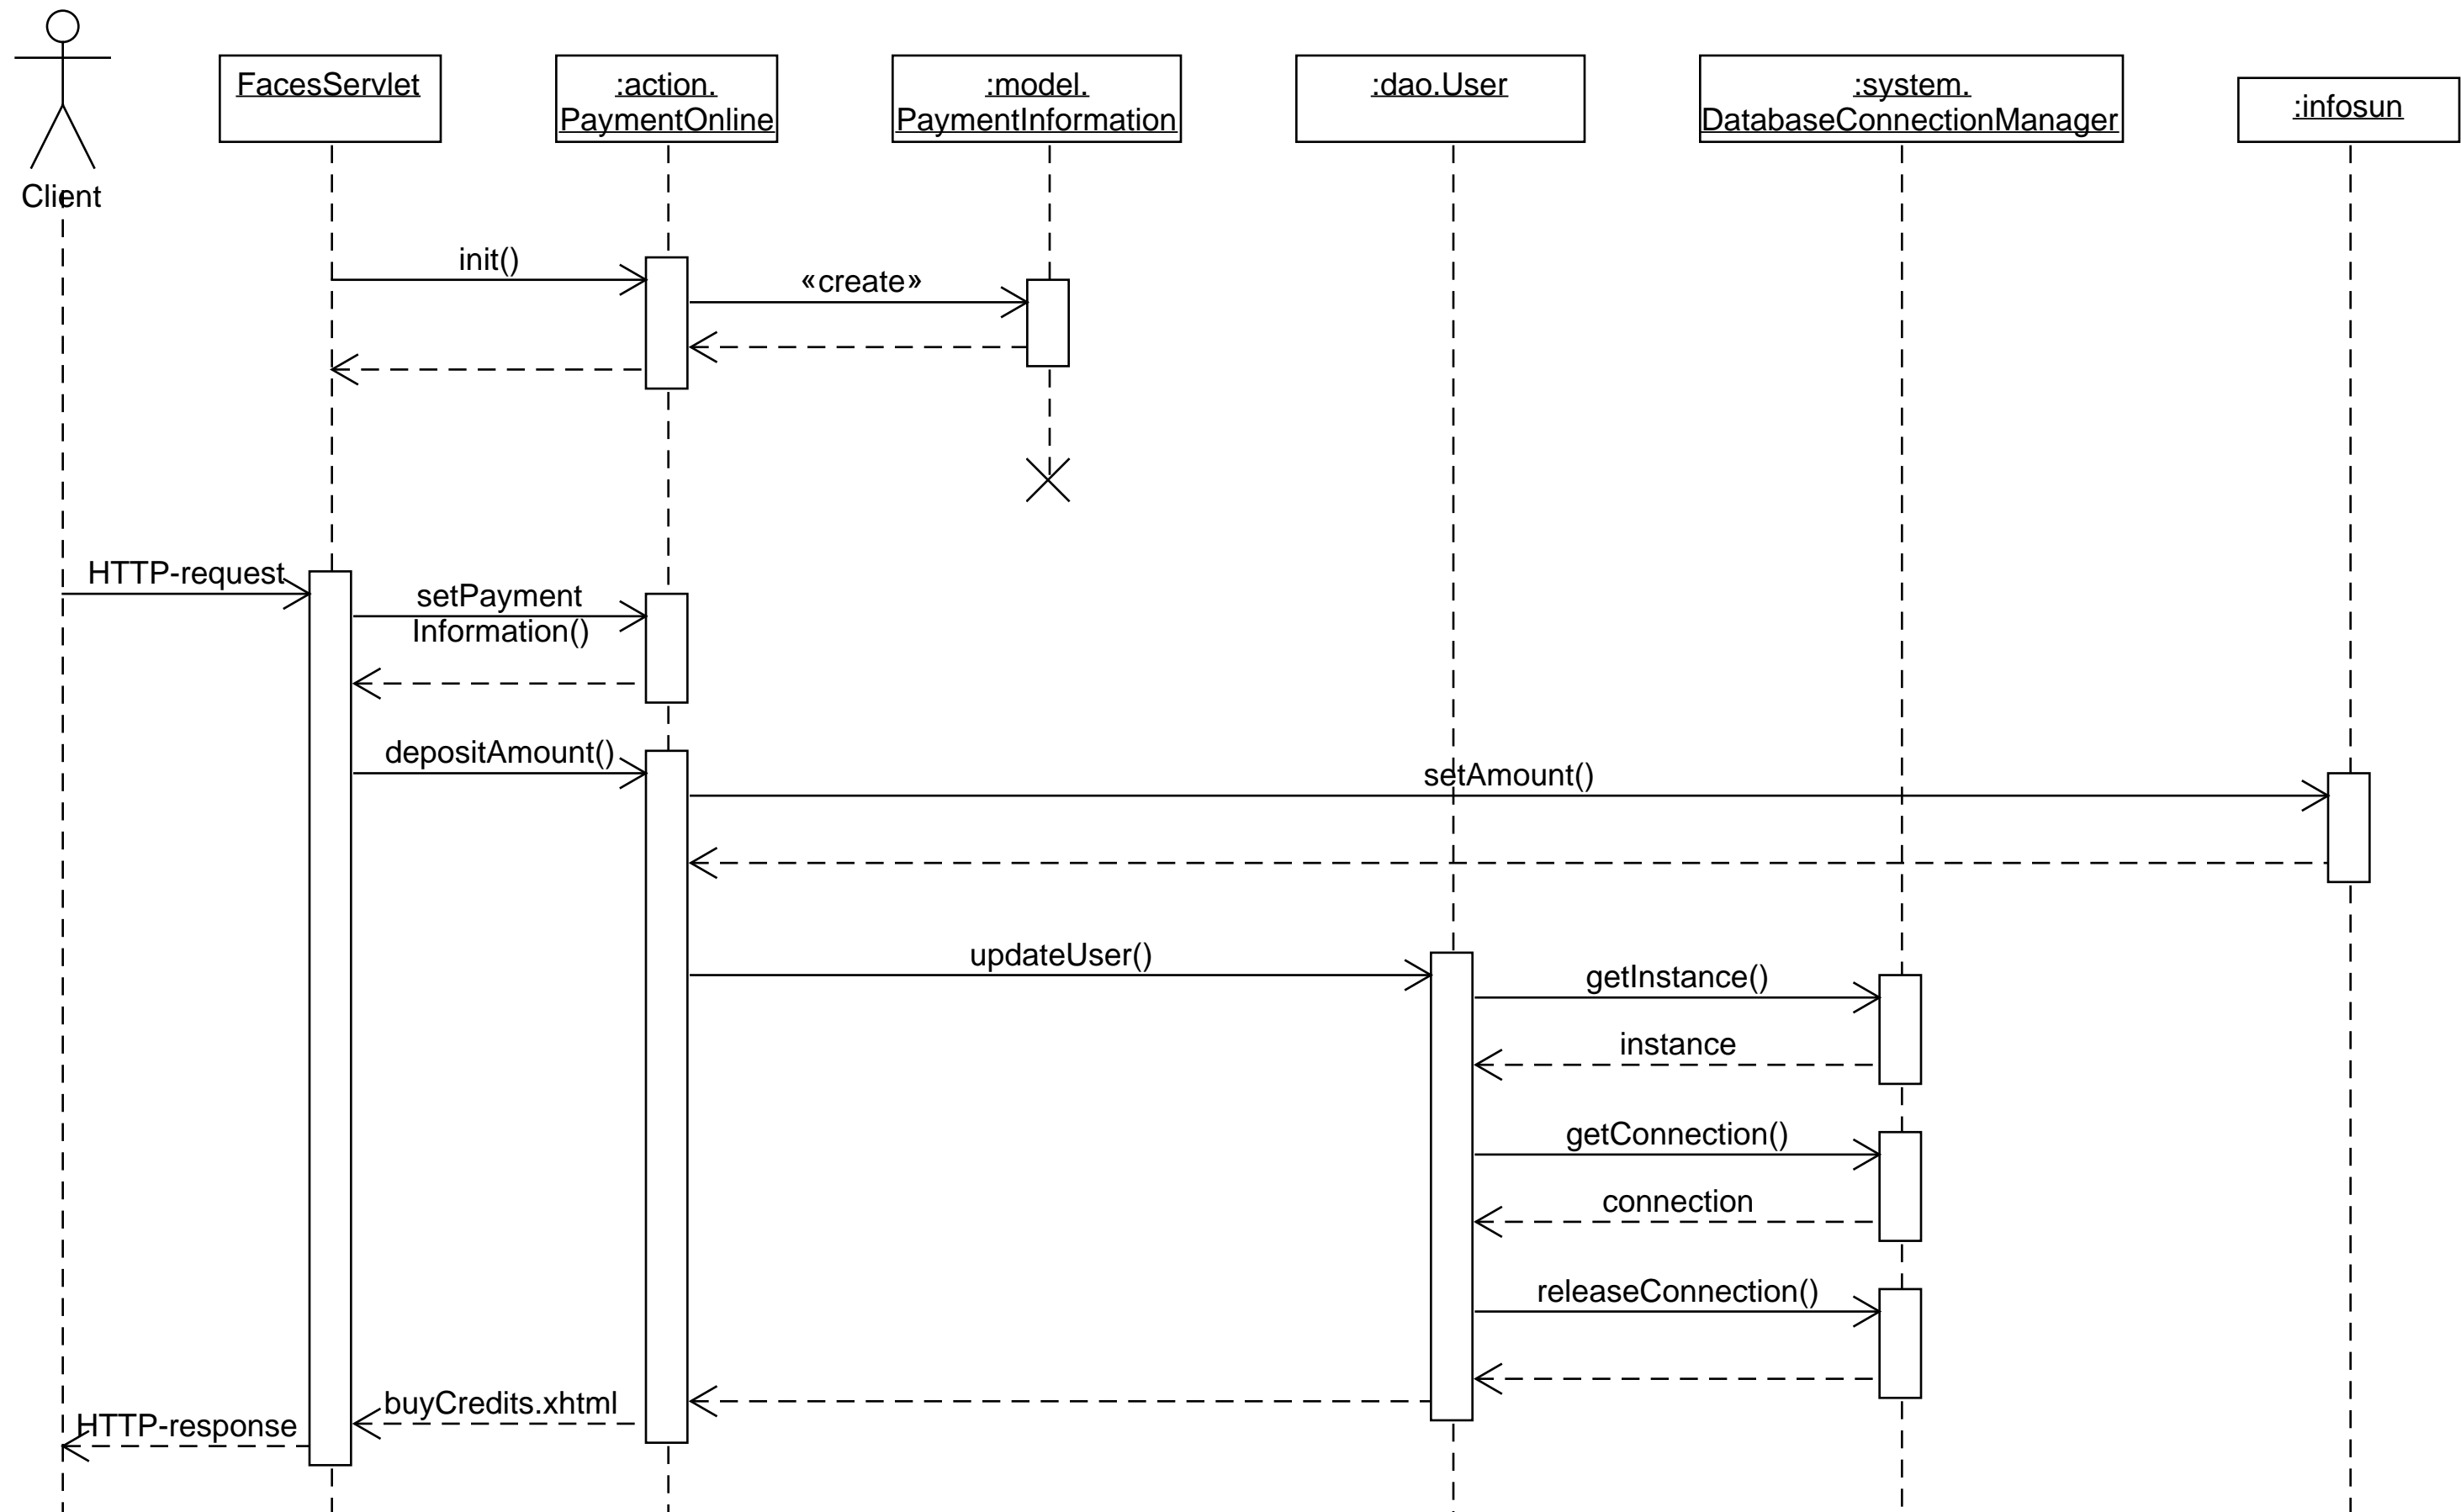 Client
FacesServlet
:action.
PaymentOnline
:model.
PaymentInformation
:dao.User
:system.
DatabaseConnectionManager
:infosun
init()
«create»
HTTP-request
setPayment
Information()
depositAmount()
setAmount()
updateUser()
getInstance()
instance
getConnection()
connection
releaseConnection()
buyCredits.xhtml
HTTP-response